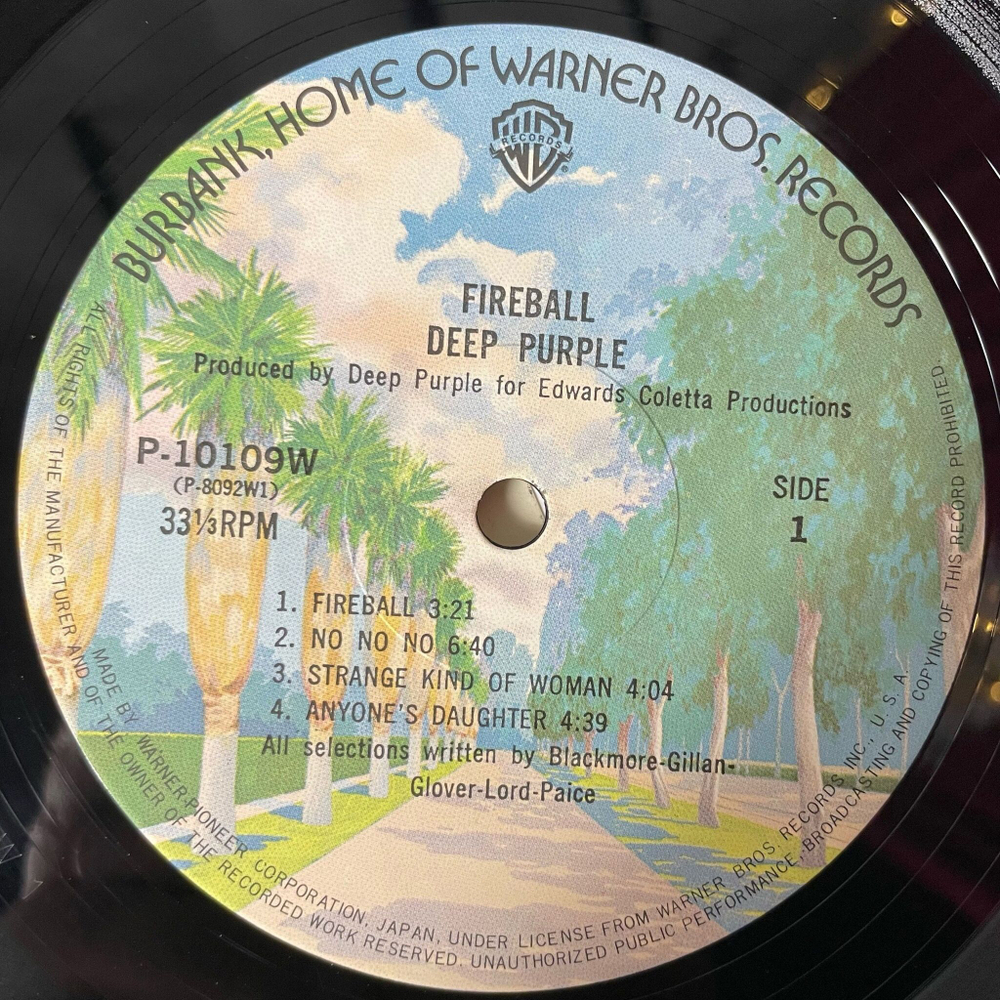 BURBANK, HOME OF WARNER BROS. RECORDS
RECORDS
FIREBALL
DEEP PURPLE
Produced by Deep Purple for Edwards Coletta Productions
P-10109W
(P-8092W1)
33⅓RPM
SIDE
1
1. FIREBALL 3:21
2. NO NO NO 6:40
3. STRANGE KIND OF WOMAN 4:04
4. ANYONE'S DAUGHTER 4:39
All selections written by Blackmore-Gillan-
Glover-Lord-Paice
MADE BY WARNER-PIONEER CORPORATION, JAPAN, UNDER LICENSE FROM WARNER BROS. RECORDS INC., U. S. A.
ALL RIGHTS OF THE MANUFACTURER AND OF THE OWNER OF THE RECORDED WORK RESERVED. UNAUTHORIZED PUBLIC PERFORMANCE, BROADCASTING AND COPYING OF THIS RECORD PROHIBITED.